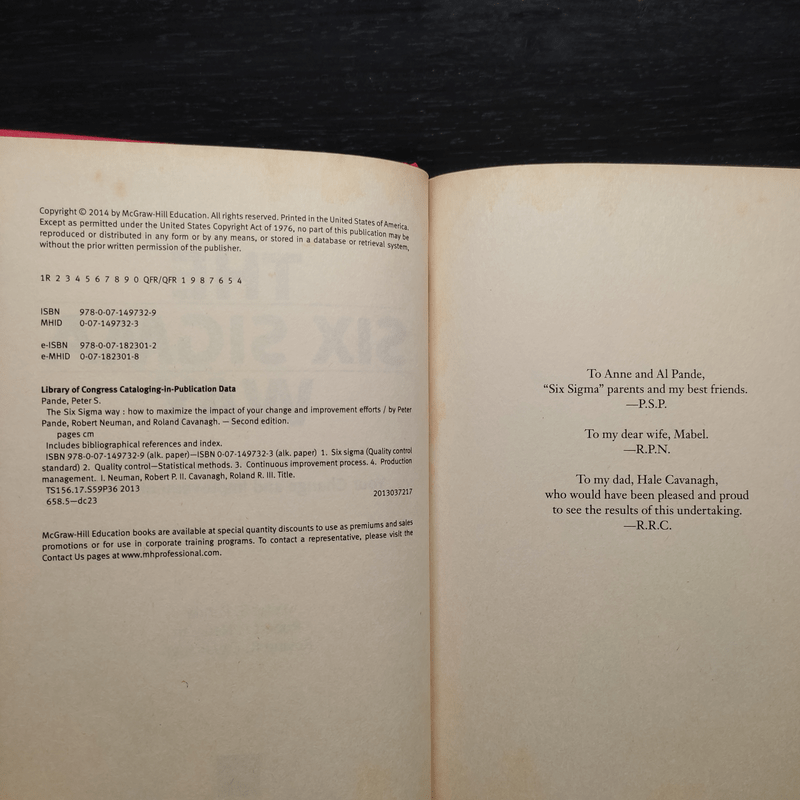 Copyright © 2014 by McGraw-Hill Education. All rights reserved. Printed in the United States of America.
Except as permitted under the United States Copyright Act of 1976, no part of this publication may be
reproduced or distributed in any form or by any means, or stored in a database or retrieval system,
without the prior written permission of the publisher.
1R 2 3 4 5 6 7 8 9 0 QFR/QFR 1 9 8 7 6 5 4
ISBN 978-0-07-149732-9
MHID 0-07-149732-3
e-ISBN 978-0-07-182301-2
e-MHID 0-07-182301-8
Library of Congress Cataloging-in-Publication Data
Pande, Peter S.
The Six Sigma way : how to maximize the impact of your change and improvement efforts / by Peter
Pande, Robert Neuman, and Roland Cavanagh. — Second edition.
pages cm
Includes bibliographical references and index.
ISBN 978-0-07-149732-9 (alk. paper)—ISBN 0-07-149732-3 (alk. paper) 1. Six sigma (Quality control
standard) 2. Quality control—Statistical methods. 3. Continuous improvement process. 4. Production
management. I. Neuman, Robert P. II. Cavanagh, Roland R. III. Title.
TS156.17.S59P36 2013
658.5—dc23 2013037217
McGraw-Hill Education books are available at special quantity discounts to use as premiums and sales
promotions or for use in corporate training programs. To contact a representative, please visit the
Contact Us pages at www.mhprofessional.com.
To Anne and Al Pande,
“Six Sigma” parents and my best friends.
—P.S.P.
To my dear wife, Mabel.
—R.P.N.
To my dad, Hale Cavanagh,
who would have been pleased and proud
to see the results of this undertaking.
—R.R.C.